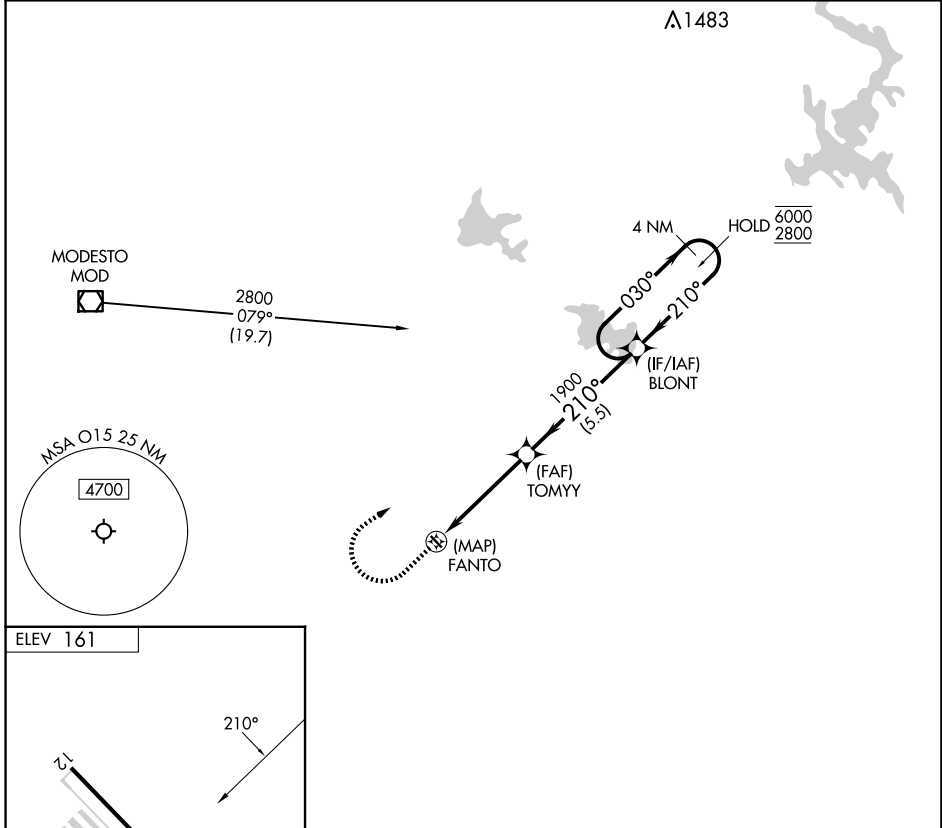 1483
6000
4 NM
HOLD
2800
MODESTO
MOD
030°
210°
2800
079°
(19.7)
(IF/IAF)
BLONT
1900
210°
(5.5)
MSA O15 25 NM
4700
(FAF)
TOMYY
(MAP)
FANTO
ELEV 161
210°
12